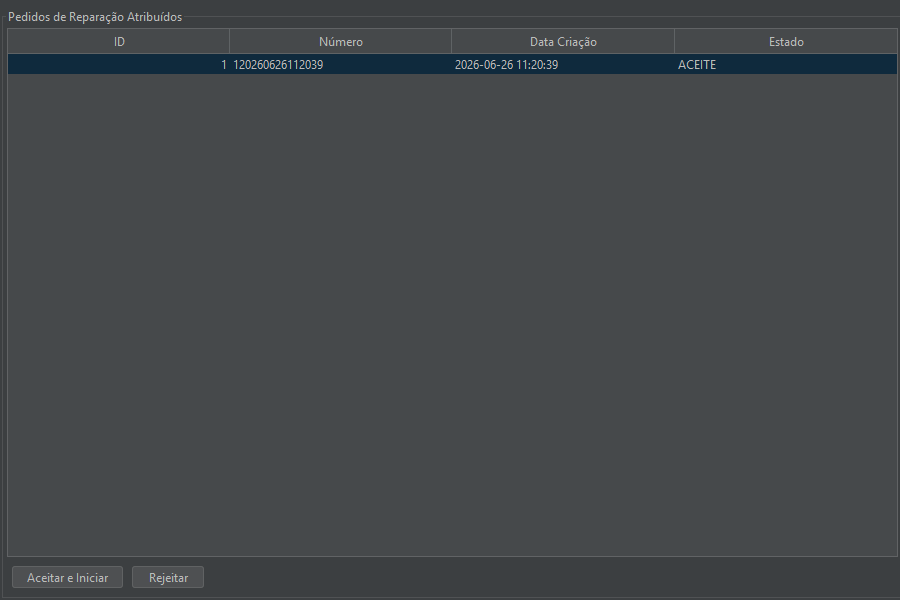 Pedidos de Reparação Atribuídos
ID Número Data Criação Estado
1 120260626112039 2026-06-26 11:20:39 ACEITE
Aceitar e Iniciar Rejeitar